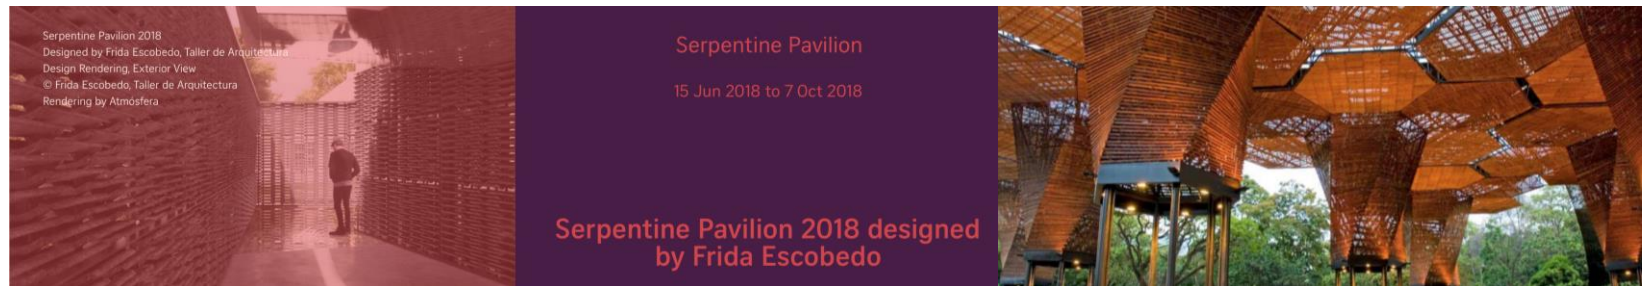 Serpentine Pavilion 2018
Designed by Frida Escobedo, Taller de Arquitectura
Design Rendering, Exterior View
© Frida Escobedo, Taller de Arquitectura
Rendering by Atmósfera
Serpentine Pavilion
15 Jun 2018 to 7 Oct 2018
Serpentine Pavilion 2018 designed
by Frida Escobedo